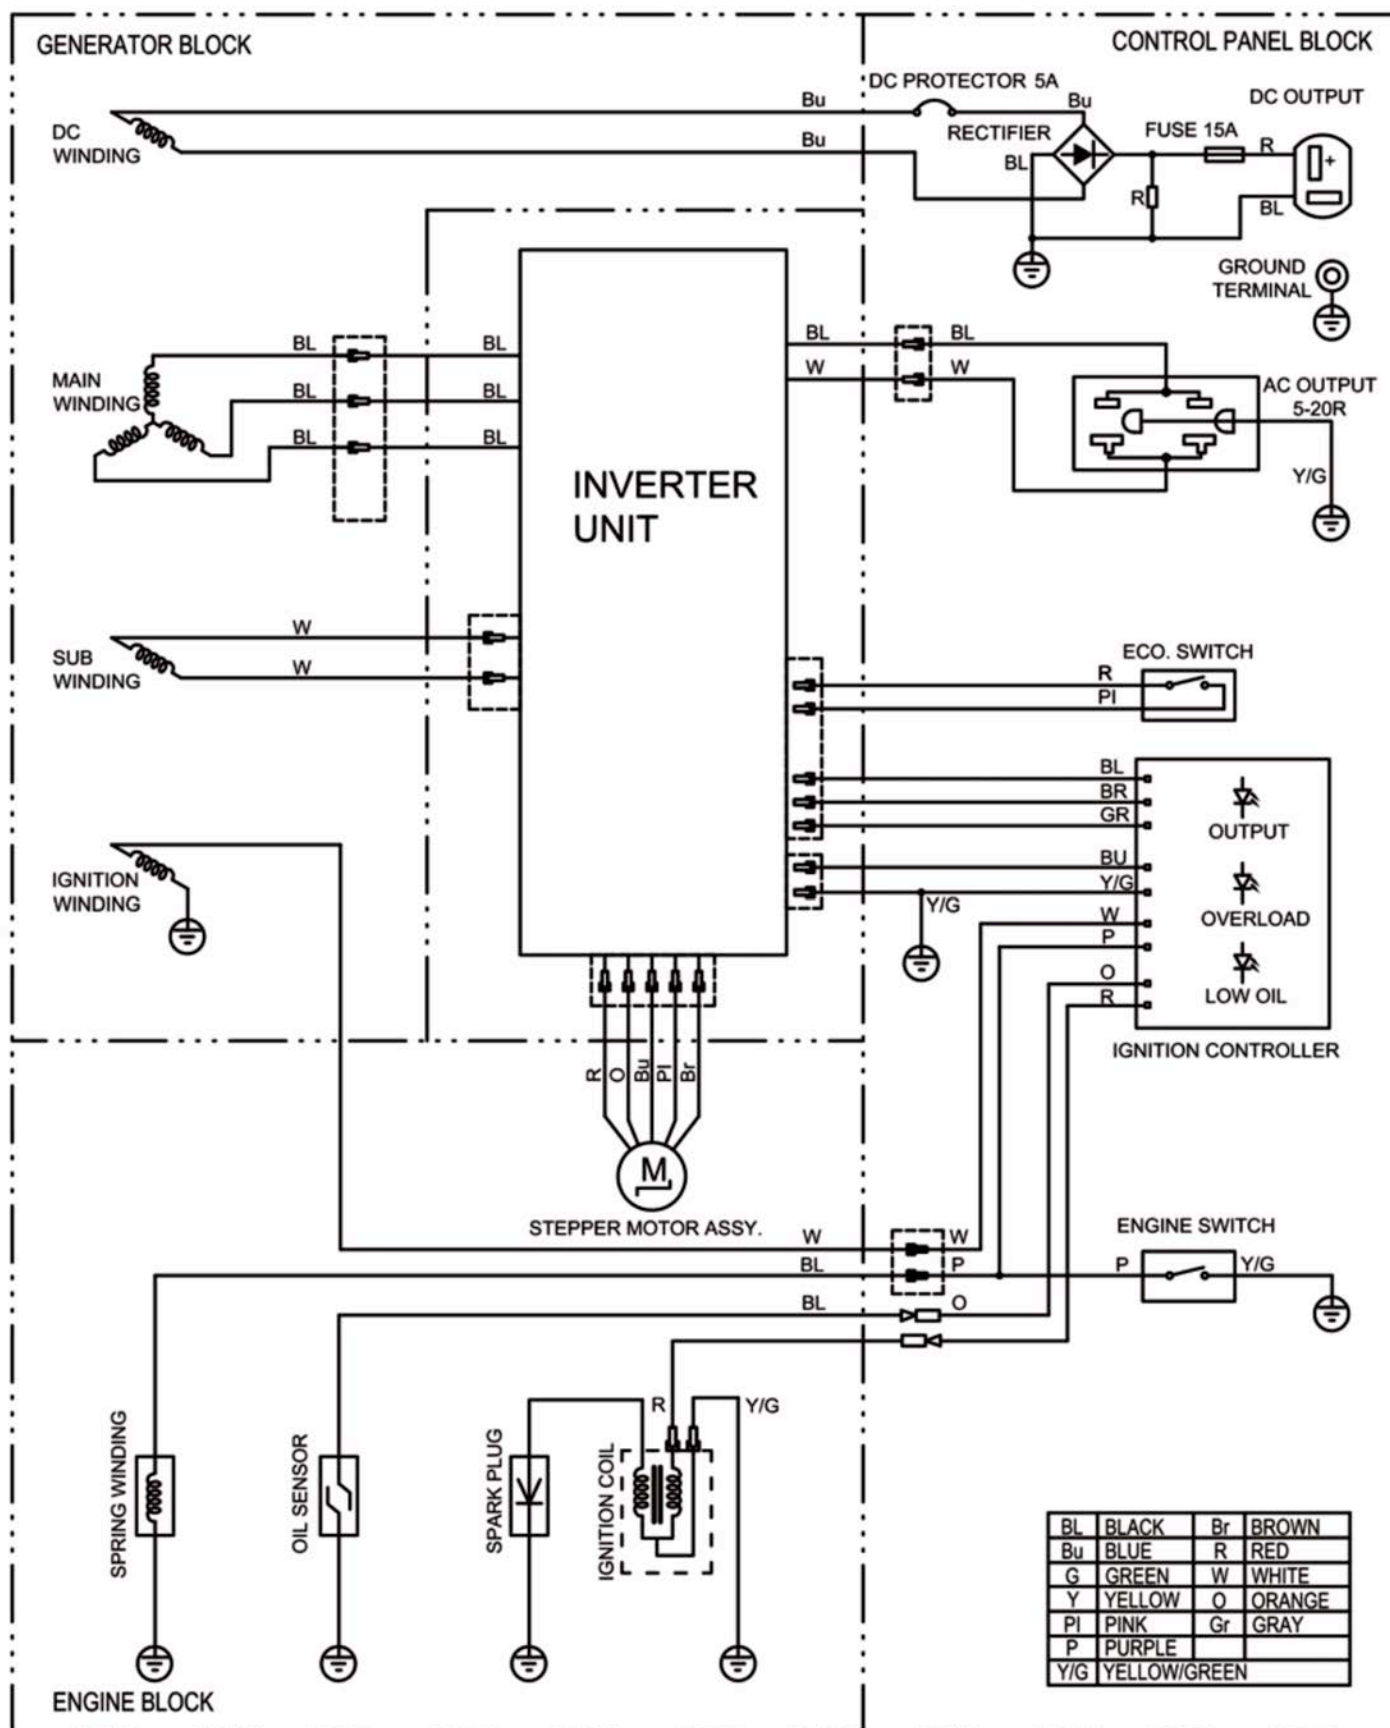 GENERATOR BLOCK
CONTROL PANEL BLOCK
DC PROTECTOR 5A
DC OUTPUT
Bu
Bu
RECTIFIER
FUSE 15A
DC
WINDING
Bu
BL
R
+
R
BL
GROUND
TERMINAL
BL
BL
BL
BL
W
W
MAIN
WINDING
BL
BL
BL
BL
AC OUTPUT
5-20R
Y/G
INVERTER
UNIT
SUB
WINDING
W
W
ECO. SWITCH
R
PI
BL
BR
GR
BU
Y/G
Y/G
W
P
O
R
OUTPUT
OVERLOAD
LOW OIL
IGNITION CONTROLLER
IGNITION
WINDING
R
O
Bu
PI
Br
M
STEPPER MOTOR ASSY.
ENGINE SWITCH
W
W
BL
P
P
Y/G
BL
O
R
Y/G
SPRING WINDING
OIL SENSOR
SPARK PLUG
IGNITION COIL
ENGINE BLOCK
BL BLACK Br BROWN
Bu BLUE R RED
G GREEN W WHITE
Y YELLOW O ORANGE
PI PINK Gr GRAY
P PURPLE
Y/G YELLOW/GREEN